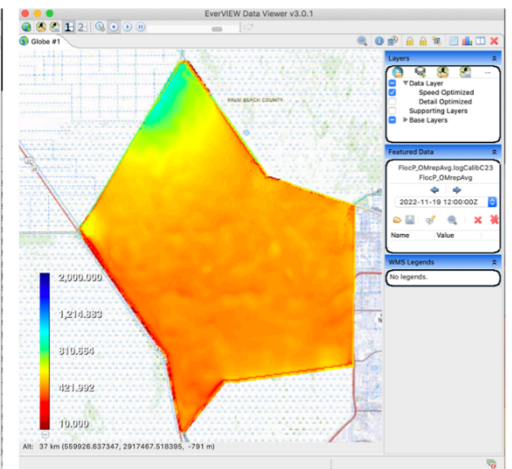 EverVIEW Data Viewer v3.0.1
Globe #1
Layers
Data Layer
Speed Optimized
Detail Optimized
Supporting Layers
Base Layers
PALM BEACH COUNTY
Featured Data
FlocP_OMrepAvg.logCalibC23
FlocP_OMrepAvg
2022-11-19 12:00:00Z
Name Value
WMS Legends
No legends.
2,000.000
1,214.883
810.564
421.992
10.000
Alt: 37 km (559926.637347, 2917467.518395, -791 m)